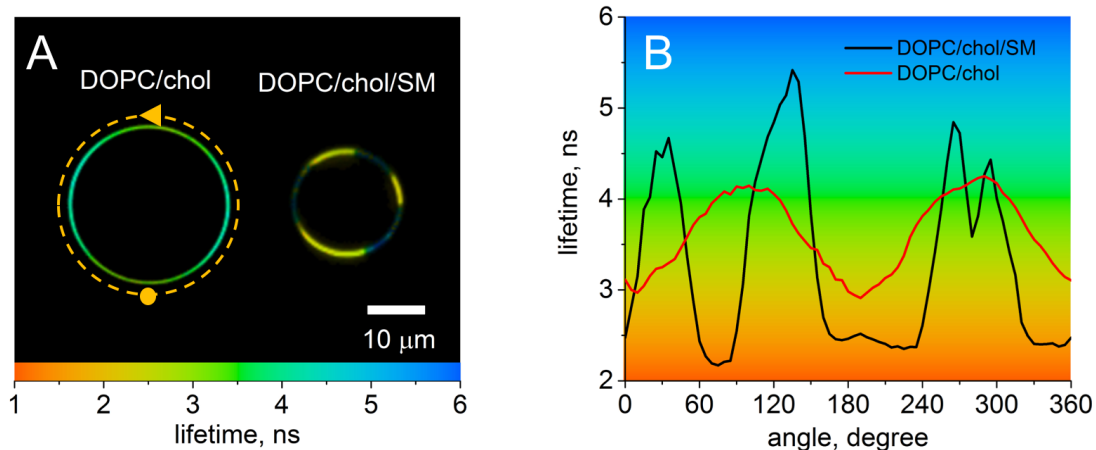 A
DOPC/chol
DOPC/chol/SM
10 μm
1 2 3 4 5 6
lifetime, ns
B
DOPC/chol/SM
DOPC/chol
6
5
4
3
2
lifetime, ns
0 60 120 180 240 300 360
angle, degree